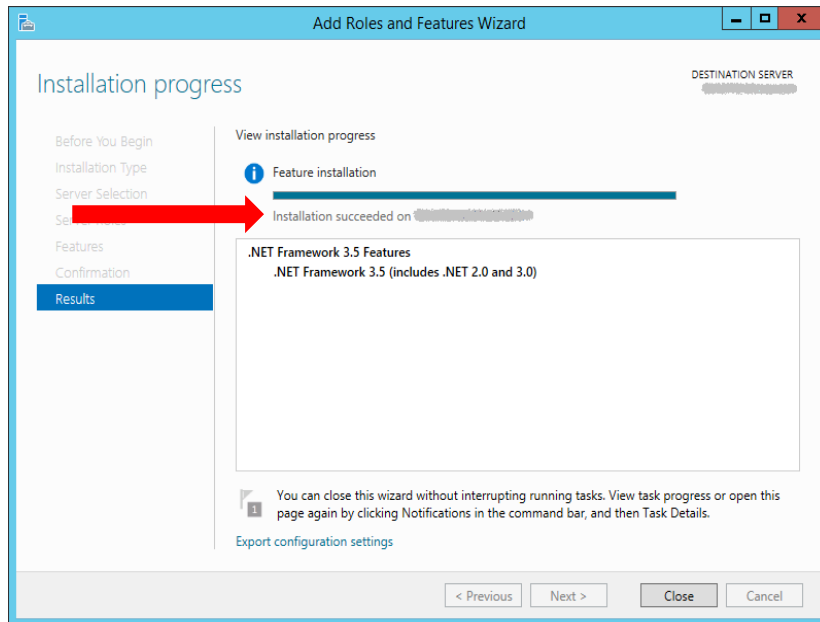 Add Roles and Features Wizard
Installation progress
DESTINATION SERVER
Before You Begin
Installation Type
Server Selection
Features
Confirmation
Results
View installation progress
Feature installation
Installation succeeded on
.NET Framework 3.5 Features
.NET Framework 3.5 (includes .NET 2.0 and 3.0)
1
You can close this wizard without interrupting running tasks. View task progress or open this
page again by clicking Notifications in the command bar, and then Task Details.
Export configuration settings
< Previous
Next >
Close
Cancel